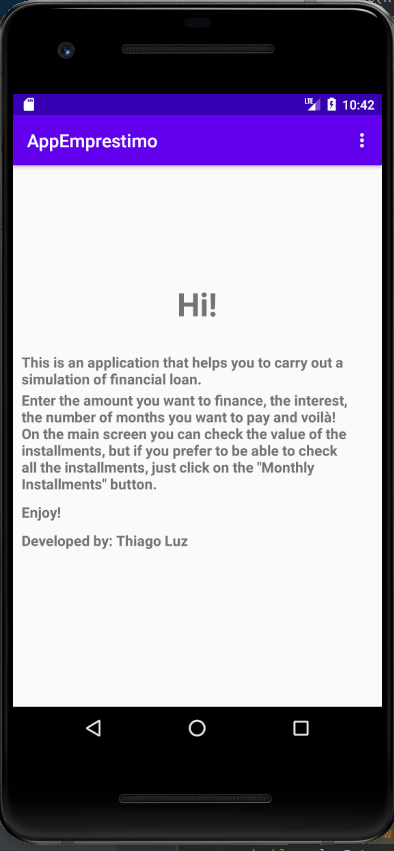 LTE 10:42
AppEmprestimo
Hi!
This is an application that helps you to carry out a
simulation of financial loan.
Enter the amount you want to finance, the interest,
the number of months you want to pay and voilà!
On the main screen you can check the value of the
installments, but if you prefer to be able to check
all the installments, just click on the "Monthly
Installments" button.
Enjoy!
Developed by: Thiago Luz